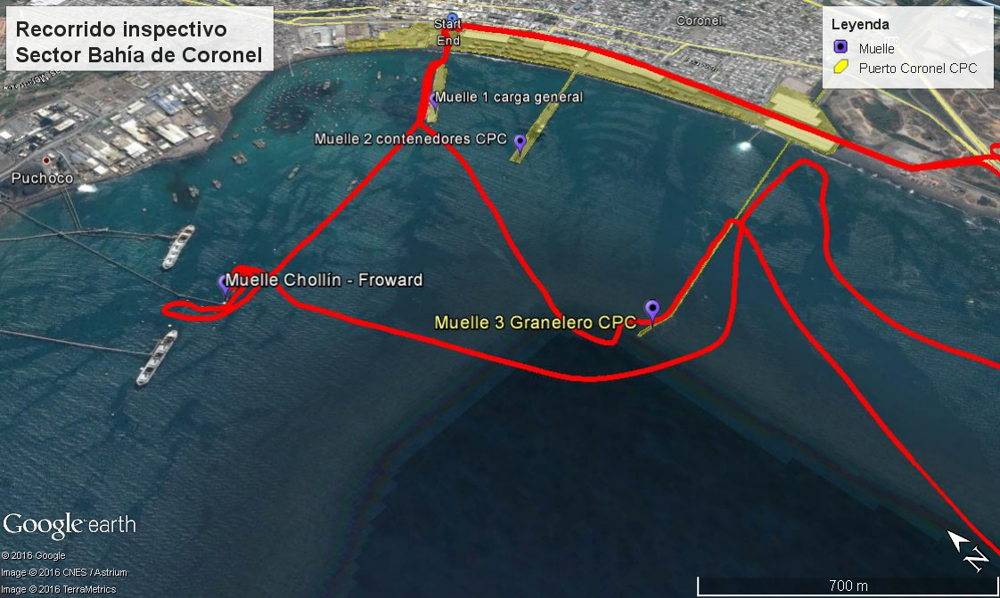 Recorrido inspectivo
Sector Bahía de Coronel
Start
End
Coronel
Leyenda
Muelle
Puerto Coronel CPC
Muelle 1 carga general
Muelle 2 contenedores CPC
Puchoco
Muelle Chollín - Froward
Muelle 3 Granelero CPC
Google earth
© 2016 Google
Image © 2016 CNES / Astrium
Image © 2016 TerraMetrics
N
700 m